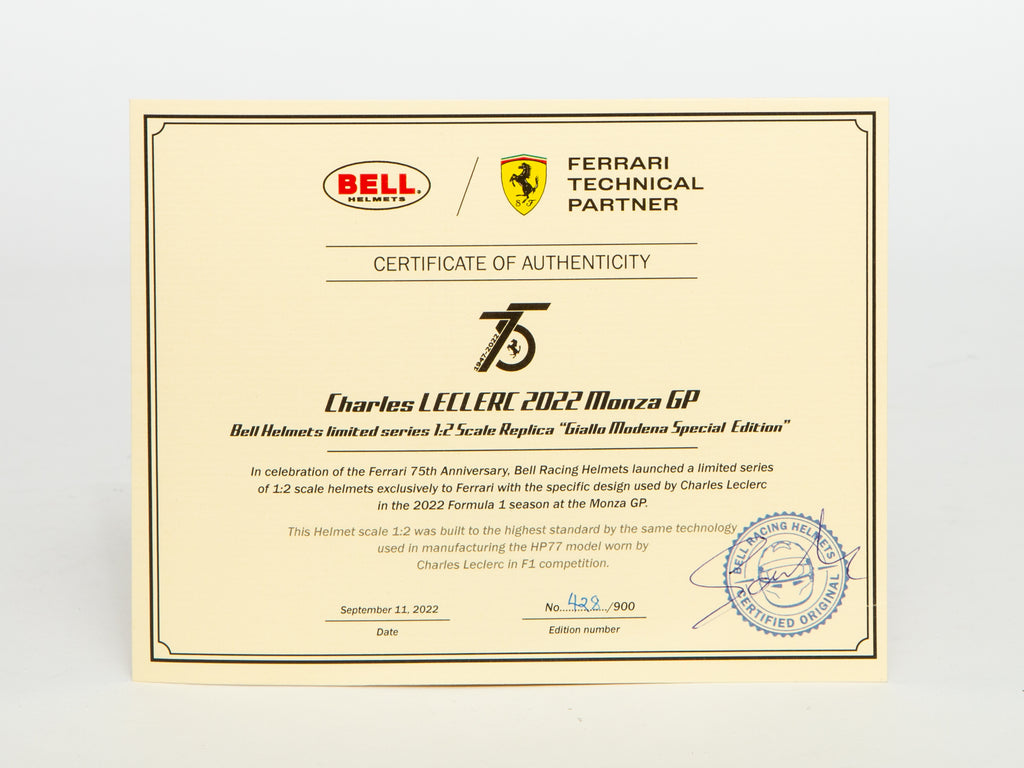 BELL
HELMETS
FERRARI
TECHNICAL
PARTNER
8 F
CERTIFICATE OF AUTHENTICITY
75
1947-2022
Charles LECLERC 2022 Monza GP
Bell Helmets limited series 1:2 Scale Replica "Giallo Modena Special Edition"
In celebration of the Ferrari 75th Anniversary, Bell Racing Helmets launched a limited series
of 1:2 scale helmets exclusively to Ferrari with the specific design used by Charles Leclerc
in the 2022 Formula 1 season at the Monza GP.
This Helmet scale 1:2 was built to the highest standard by the same technology
used in manufacturing the HP77 model worn by
Charles Leclerc in F1 competition.
BELL RACING HELMETS
CERTIFIED ORIGINAL
September 11, 2022
Date
No....428..../900
Edition number